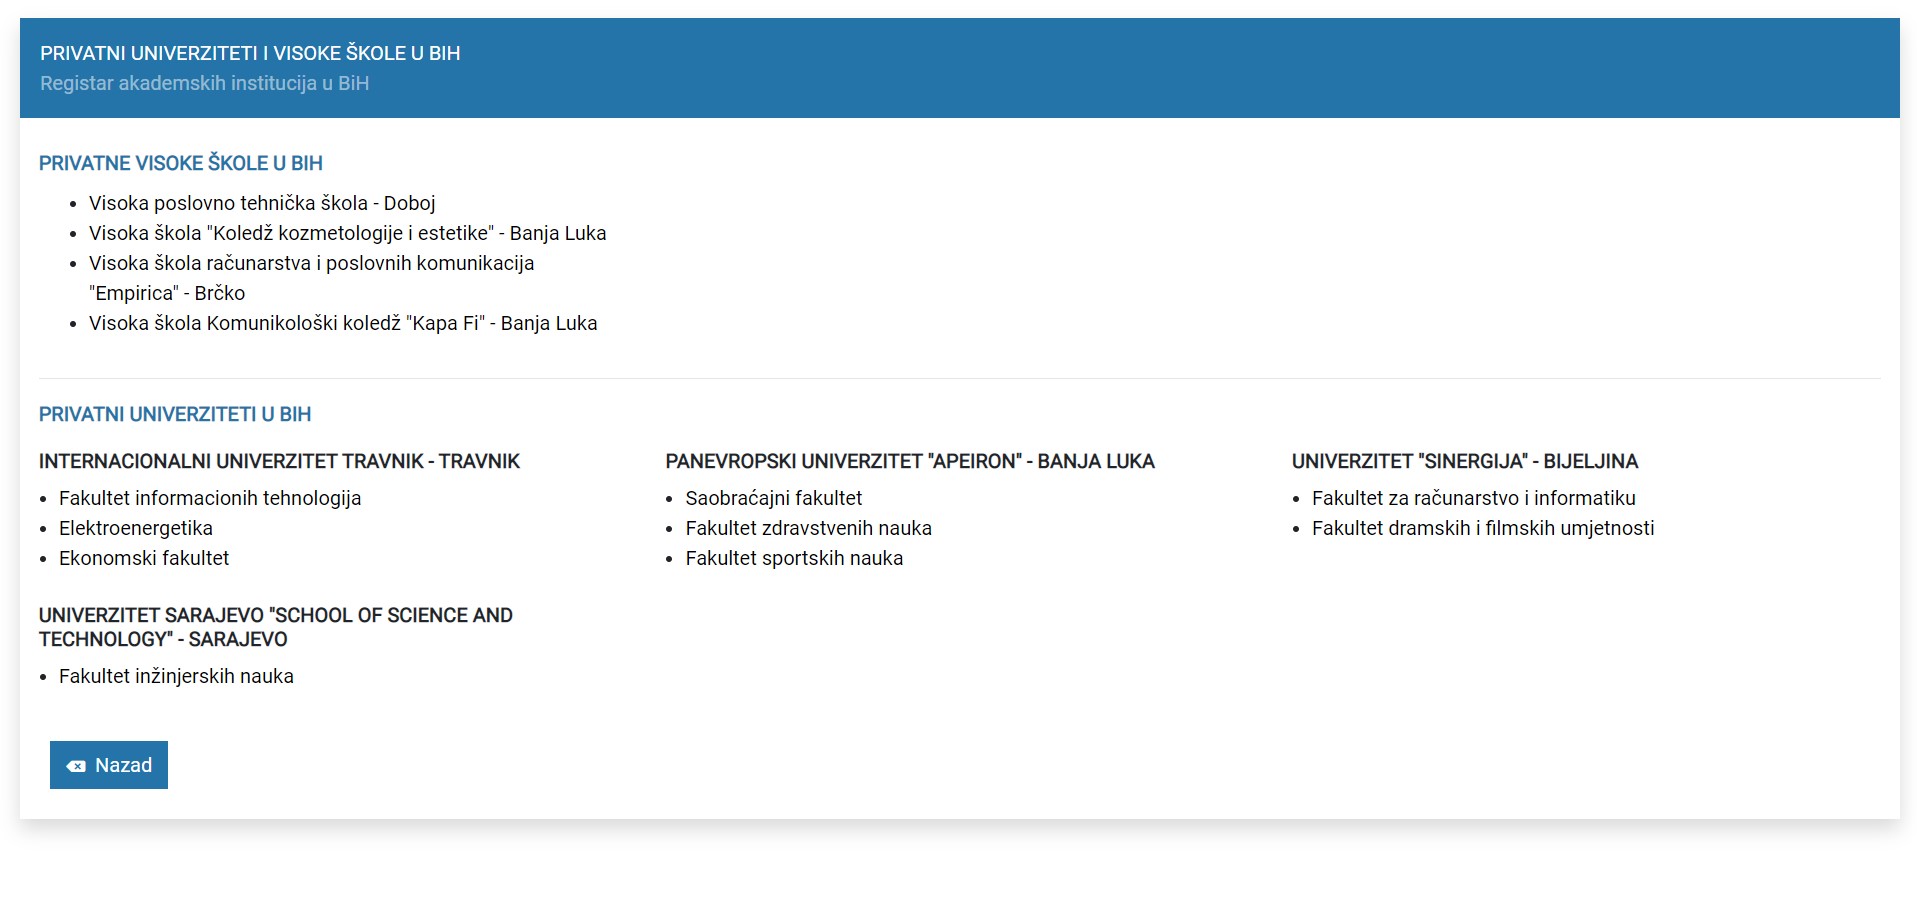 PRIVATNI UNIVERZITETI I VISOKE ŠKOLE U BIH
Registar akademskih institucija u BiH
PRIVATNE VISOKE ŠKOLE U BIH
Visoka poslovno tehnička škola - Doboj
Visoka škola "Koledž kozmetologije i estetike" - Banja Luka
Visoka škola računarstva i poslovnih komunikacija
"Empirica" - Brčko
Visoka škola Komunikološki koledž "Kapa Fi" - Banja Luka
PRIVATNI UNIVERZITETI U BIH
INTERNACIONALNI UNIVERZITET TRAVNIK - TRAVNIK
Fakultet informacionih tehnologija
Elektroenergetika
Ekonomski fakultet
PANEVROPSKI UNIVERZITET "APEIRON" - BANJA LUKA
Saobraćajni fakultet
Fakultet zdravstvenih nauka
Fakultet sportskih nauka
UNIVERZITET "SINERGIJA" - BIJELJINA
Fakultet za računarstvo i informatiku
Fakultet dramskih i filmskih umjetnosti
UNIVERZITET SARAJEVO "SCHOOL OF SCIENCE AND
TECHNOLOGY" - SARAJEVO
Fakultet inžinjerskih nauka
Nazad